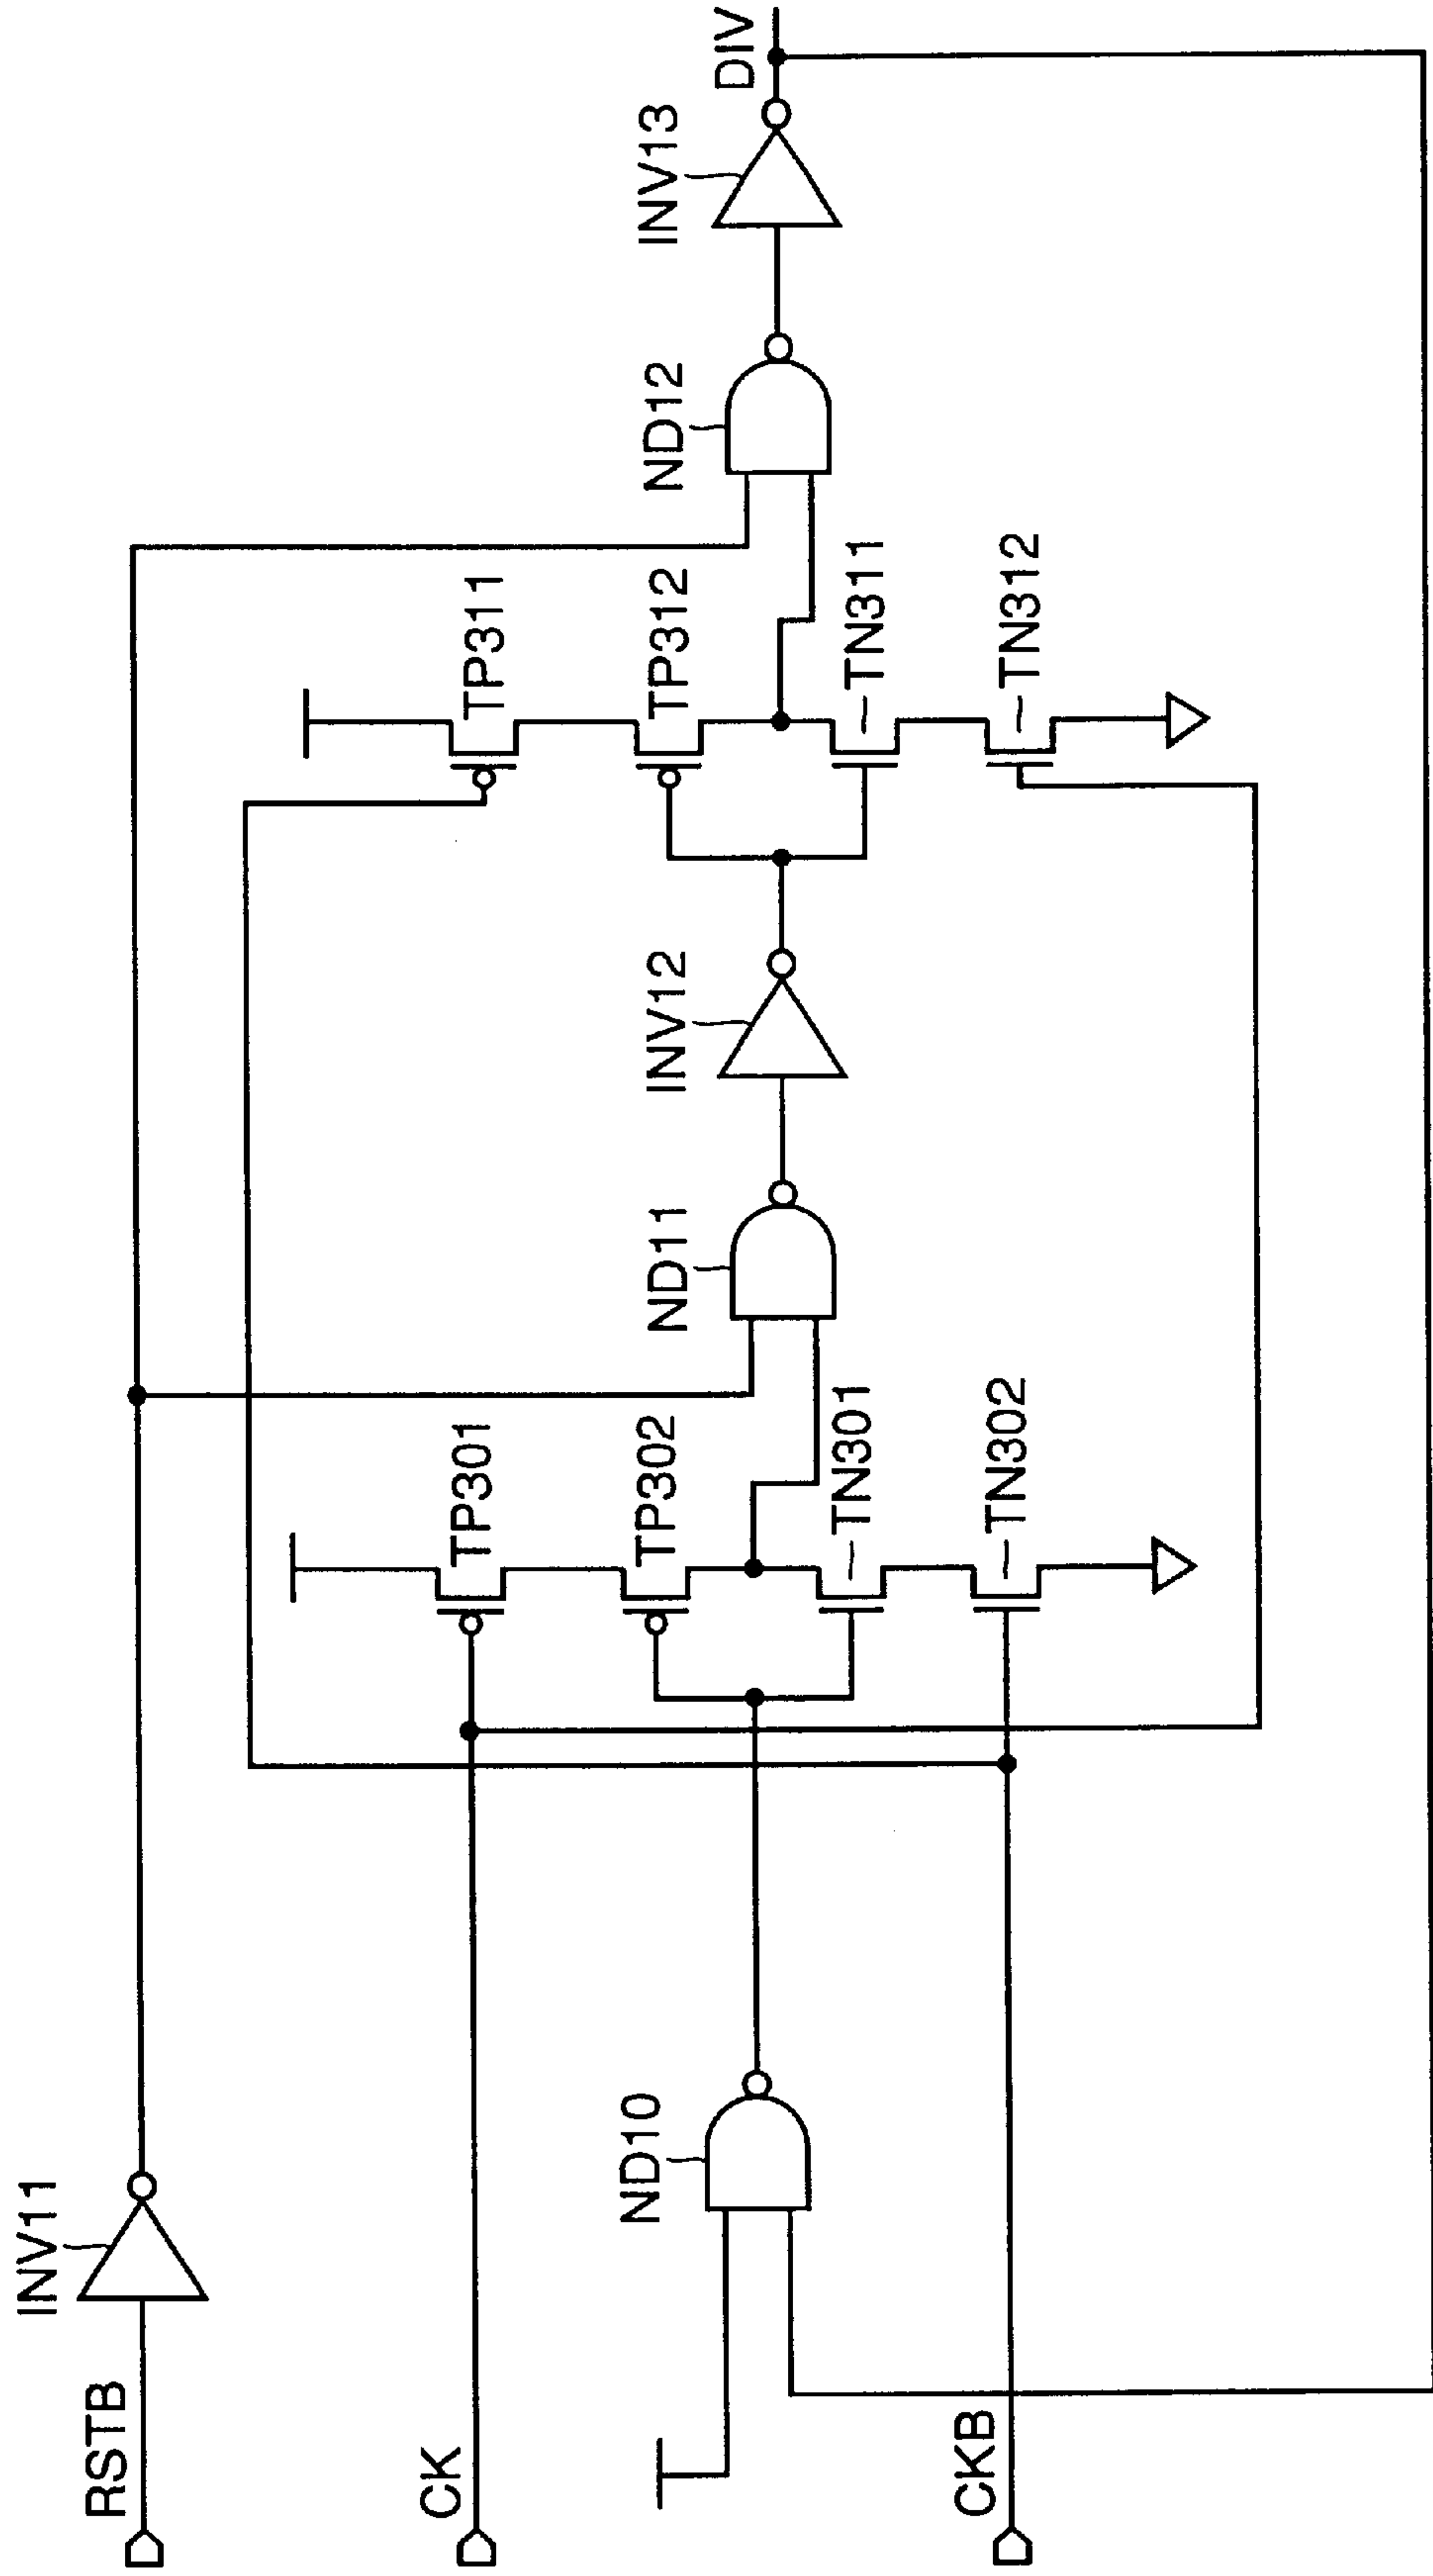 RSTB
INV11
CK
CKB
ND10
TP301
TP302
TN301
TN302
ND11
INV12
TP311
TP312
TN311
TN312
ND12
INV13
DIV